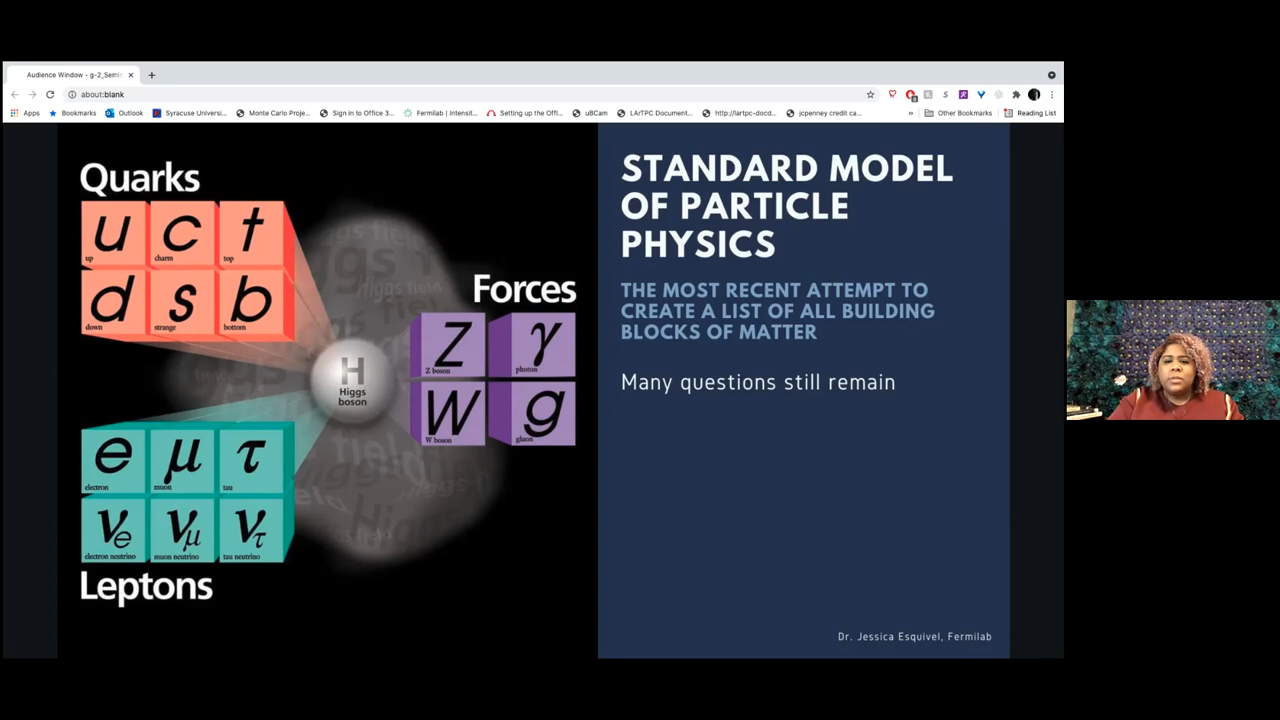 Audience Window - g-2_Semi
about:blank
Apps Bookmarks Outlook Syracuse Universi... Monte Carlo Proje... Sign in to Office 3... Fermilab | Intensit... Setting up the Offi... uBCam LArTPC Document... http://lartpc-docd... jcpenney credit ca... » Other Bookmarks Reading List
Quarks
u c t
up charm top
d s b
down strange bottom
Forces
Z γ
Z boson photon
W g
W boson gluon
H
Higgs
boson
Higgs field
e μ τ
electron muon tau
νe νμ ντ
electron neutrino muon neutrino tau neutrino
Leptons
STANDARD MODEL
OF PARTICLE
PHYSICS
THE MOST RECENT ATTEMPT TO
CREATE A LIST OF ALL BUILDING
BLOCKS OF MATTER
Many questions still remain
Dr. Jessica Esquivel, Fermilab